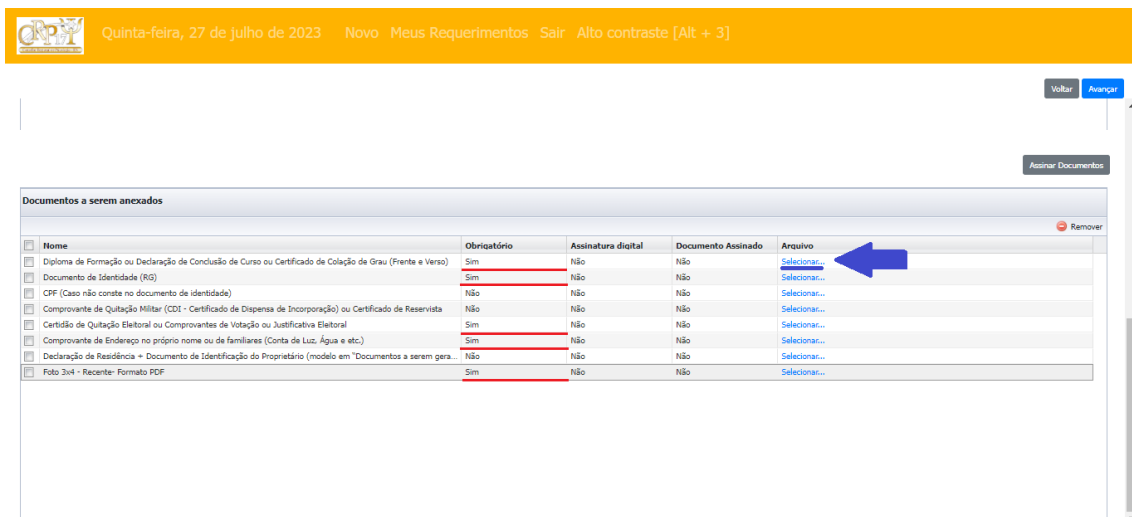 CRP
Quinta-feira, 27 de julho de 2023 Novo Meus Requerimentos Sair Alto contraste [Alt + 3]
Voltar Avançar
Assinar Documentos
Documentos a serem anexados
Remover
Nome Obrigatório Assinatura digital Documento Assinado Arquivo
Diploma de Formação ou Declaração de Conclusão de Curso ou Certificado de Colação de Grau (Frente e Verso) Sim Não Não Selecionar...
Documento de Identidade (RG) Sim Não Não Selecionar...
CPF (Caso não conste no documento de identidade) Não Não Não Selecionar...
Comprovante de Quitação Militar (CDI - Certificado de Dispensa de Incorporação) ou Certificado de Reservista Não Não Não Selecionar...
Certidão de Quitação Eleitoral ou Comprovantes de Votação ou Justificativa Eleitoral Sim Não Não Selecionar...
Comprovante de Endereço no próprio nome ou de familiares (Conta de Luz, Água e etc.) Sim Não Não Selecionar...
Declaração de Residência + Documento de Identificação do Proprietário (modelo em "Documentos a serem gera... Não Não Não Selecionar...
Foto 3x4 - Recente- Formato PDF Sim Não Não Selecionar...